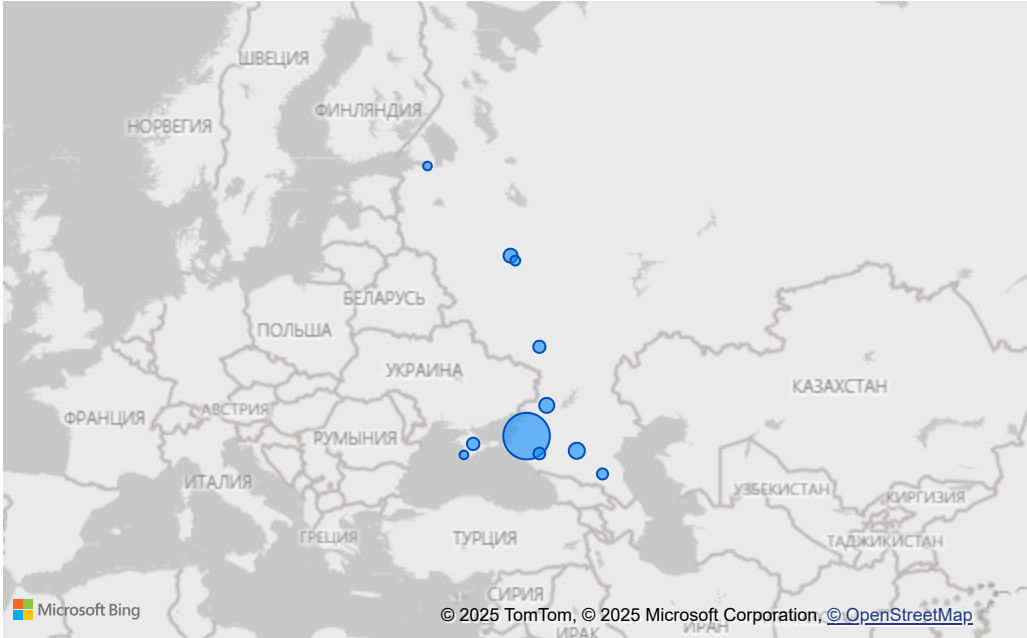 ШВЕЦИЯ
ФИНЛЯНДИЯ
НОРВЕГИЯ
БЕЛАРУСЬ
ПОЛЬША
УКРАИНА
КАЗАХСТАН
АВСТРИЯ
ФРАНЦИЯ
РУМЫНИЯ
ИТАЛИЯ
УЗБЕКИСТАН
КИРГИЗИЯ
ГРЕЦИЯ
ТУРЦИЯ
ТАДЖИКИСТАН
СИРИЯ
Microsoft Bing
© 2025 TomTom, © 2025 Microsoft Corporation, © OpenStreetMap
ИРАК
ИРАН